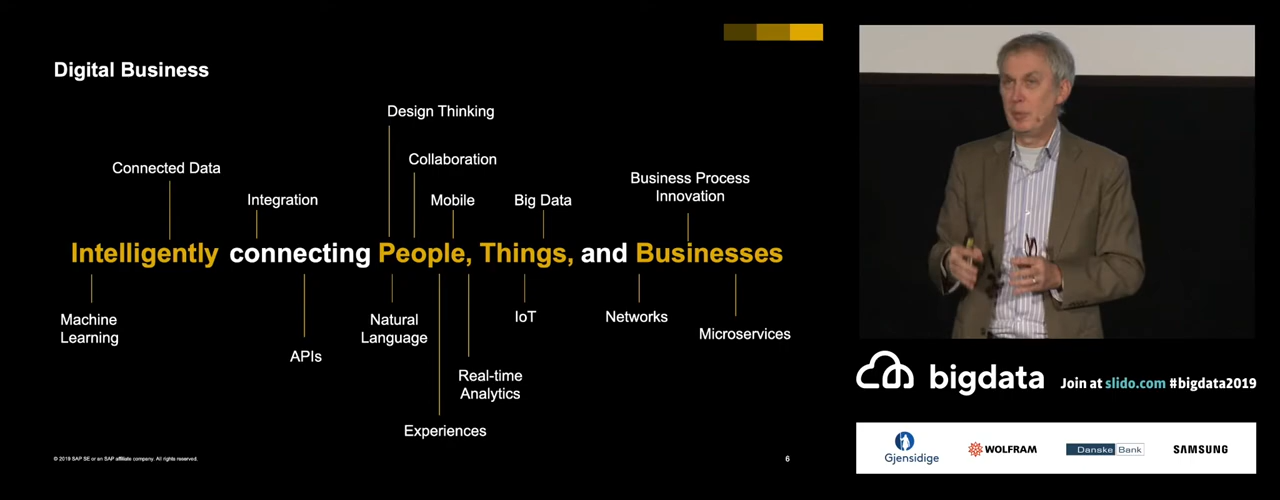 Digital Business
Design Thinking
Connected Data
Collaboration
Integration
Mobile
Big Data
Business Process
Innovation
Intelligently connecting People, Things, and Businesses
Machine
Learning
APIs
Natural
Language
IoT
Networks
Microservices
Real-time
Analytics
Experiences
© 2019 SAP SE or an SAP affiliate company. All rights reserved.
6
bigdata
Join at slido.com #bigdata2019
Gjensidige
WOLFRAM
Danske Bank
SAMSUNG